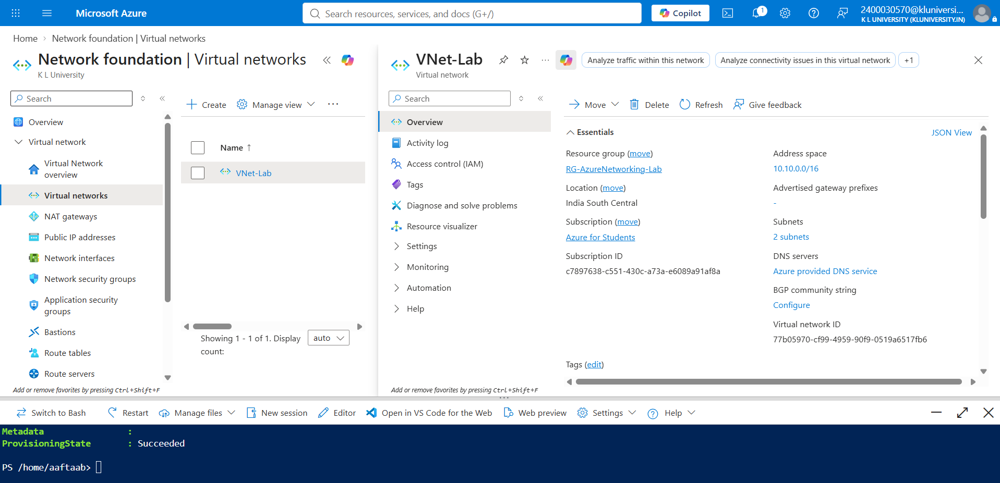 Microsoft Azure
Search resources, services, and docs (G+/)
Copilot
1
2400030570@kluniversi...
K L UNIVERSITY (KLUNIVERSITY.IN)
Home > Network foundation | Virtual networks
Network foundation | Virtual networks
K L University
Search
Overview
Virtual network
Virtual Network
overview
Virtual networks
NAT gateways
Public IP addresses
Network interfaces
Network security groups
Application security
groups
Bastions
Route tables
Route servers
Add or remove favorites by pressing Ctrl+Shift+F
Create
Manage view
...
Name ↑
VNet-Lab
Showing 1 - 1 of 1. Display
count:
auto
VNet-Lab
Virtual network
...
Analyze traffic within this network
Analyze connectivity issues in this virtual network
+1
Search
Overview
Activity log
Access control (IAM)
Tags
Diagnose and solve problems
Resource visualizer
Settings
Monitoring
Automation
Help
Add or remove favorites by pressing Ctrl+Shift+F
Move
Delete
Refresh
Give feedback
Essentials
JSON View
Resource group (move)
RG-AzureNetworking-Lab
Location (move)
India South Central
Subscription (move)
Azure for Students
Subscription ID
c7897638-c551-430c-a73a-e6089a91af8a
Address space
10.10.0.0/16
Advertised gateway prefixes
-
Subnets
2 subnets
DNS servers
Azure provided DNS service
BGP community string
Configure
Virtual network ID
77b05970-cf99-4959-90f9-0519a6517fb6
Tags (edit)
Switch to Bash
Restart
Manage files
New session
Editor
Open in VS Code for the Web
Web preview
Settings
Help
Metadata :
ProvisioningState : Succeeded
PS /home/aaftaab>